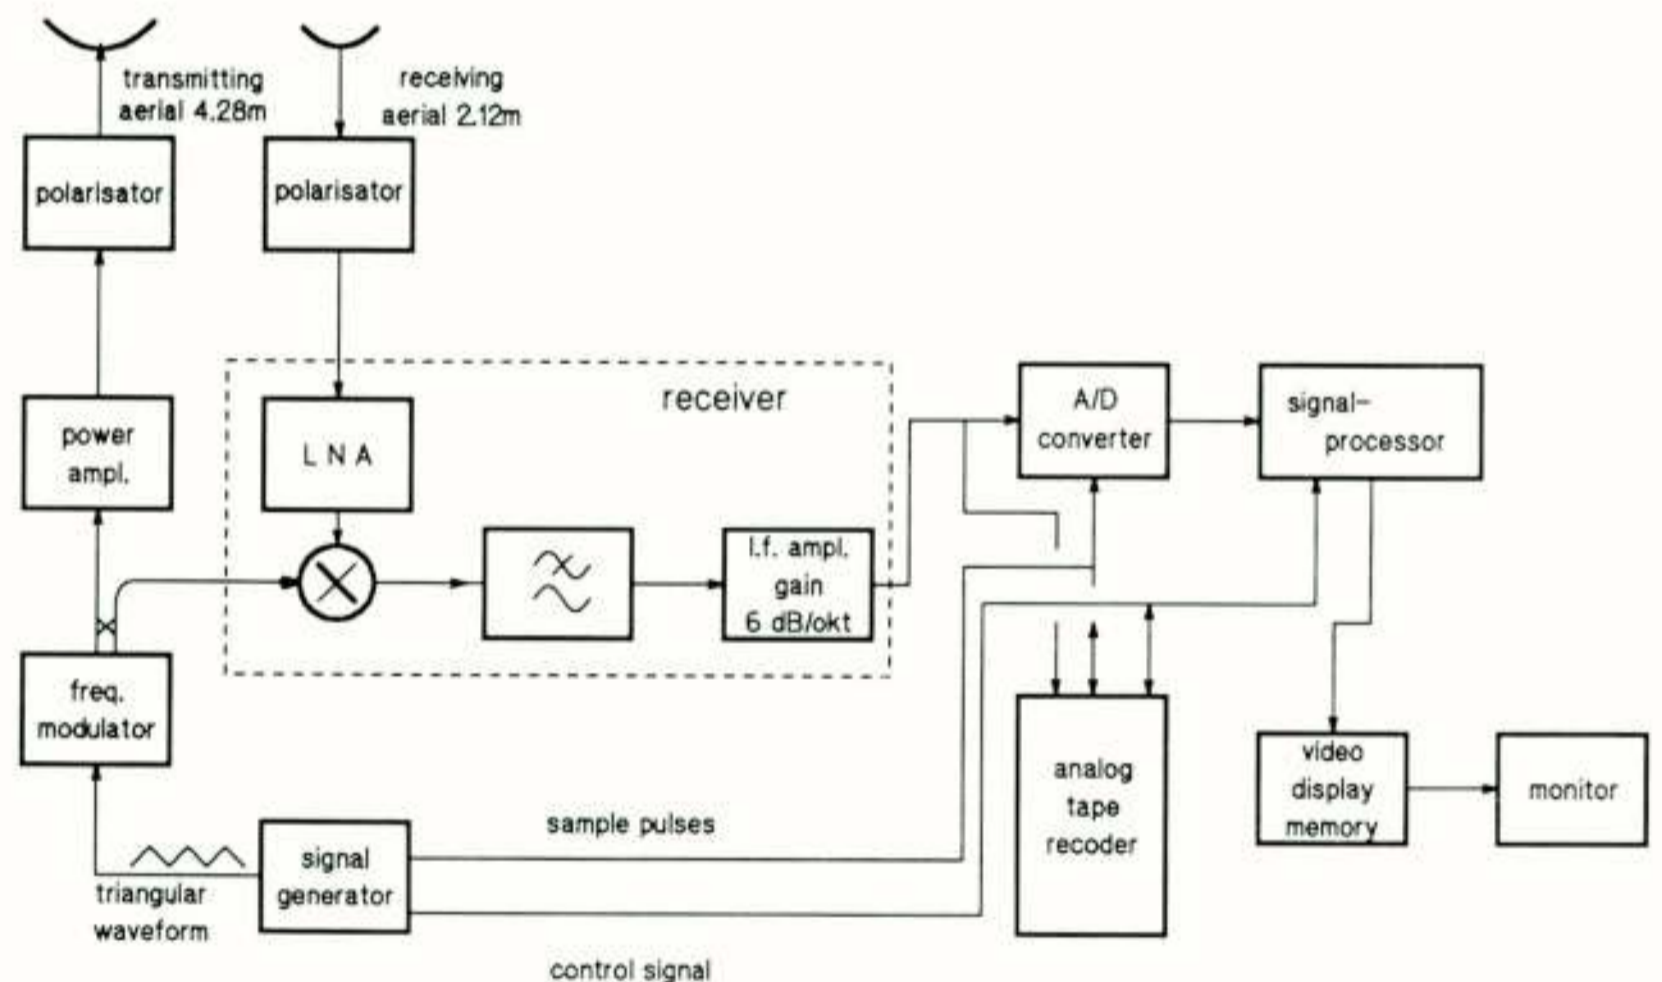 transmitting
aerial 4.28m
receiving
aerial 2.12m
polarisator
polarisator
receiver
power
ampl.
L N A
A/D
converter
signal-
processor
l.f. ampl.
gain
6 dB/okt
freq.
modulator
analog
tape
recoder
video
display
memory
monitor
sample pulses
signal
generator
triangular
waveform
control signal